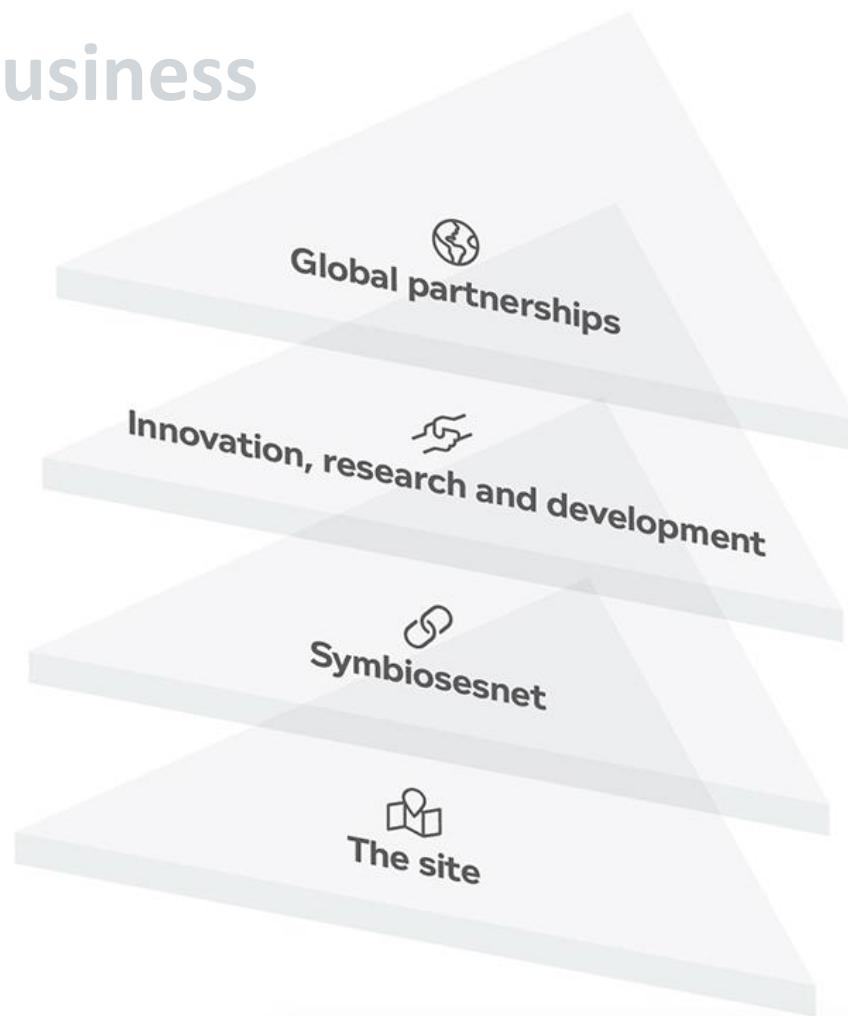 usiness
Global partnerships
Innovation, research and development
Symbiosesnet
The site